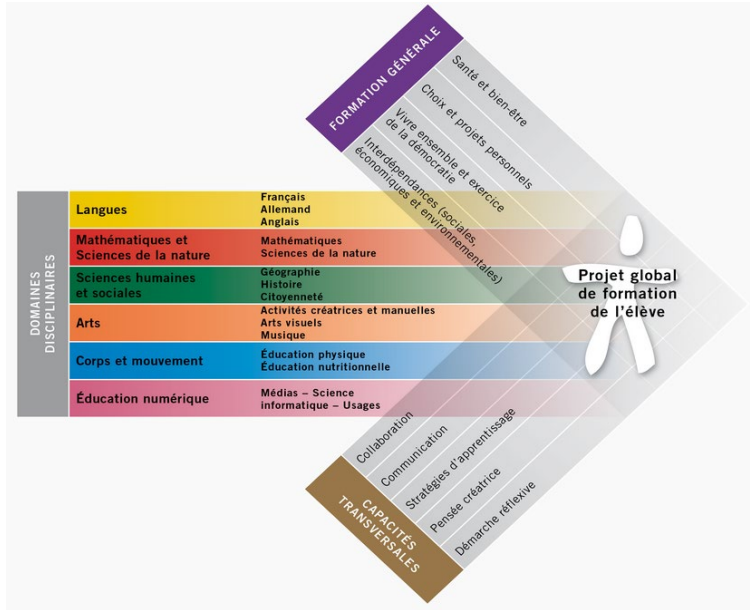 FORMATION GÉNÉRALE
Santé et bien-être
Choix et projets personnels
Vivre ensemble et exercice
de la démocratie
Interdépendances (sociales,
économiques et environnementales)
DOMAINES
DISCIPLINAIRES
Langues
Français
Allemand
Anglais
Mathématiques et
Sciences de la nature
Mathématiques
Sciences de la nature
Sciences humaines
et sociales
Géographie
Histoire
Citoyenneté
Arts
Activités créatrices et manuelles
Arts visuels
Musique
Corps et mouvement
Éducation physique
Éducation nutritionnelle
Éducation numérique
Médias – Science
informatique – Usages
Projet global
de formation
de l'élève
Collaboration
Communication
Stratégies d'apprentissage
Pensée créatrice
Démarche réflexive
CAPACITÉS
TRANSVERSALES